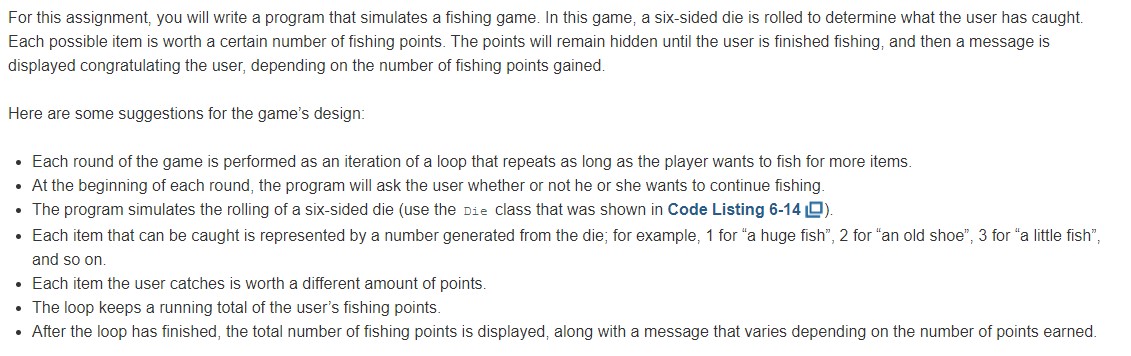 For this assignment, you will write a program that simulates a fishing game. In this game, a six-sided die is rolled to determine what the user has caught.
Each possible item is worth a certain number of fishing points. The points will remain hidden until the user is finished fishing, and then a message is
displayed congratulating the user, depending on the number of fishing points gained.
Here are some suggestions for the game's design:
• Each round of the game is performed as an iteration of a loop that repeats as long as the player wants to fish for more items.
• At the beginning of each round, the program will ask the user whether or not he or she wants to continue fishing.
• The program simulates the rolling of a six-sided die (use the Die class that was shown in Code Listing 6-14).
• Each item that can be caught is represented by a number generated from the die; for example, 1 for “a huge fish”, 2 for “an old shoe”, 3 for “a little fish”,
and so on.
• Each item the user catches is worth a different amount of points.
• The loop keeps a running total of the user's fishing points.
• After the loop has finished, the total number of fishing points is displayed, along with a message that varies depending on the number of points earned.